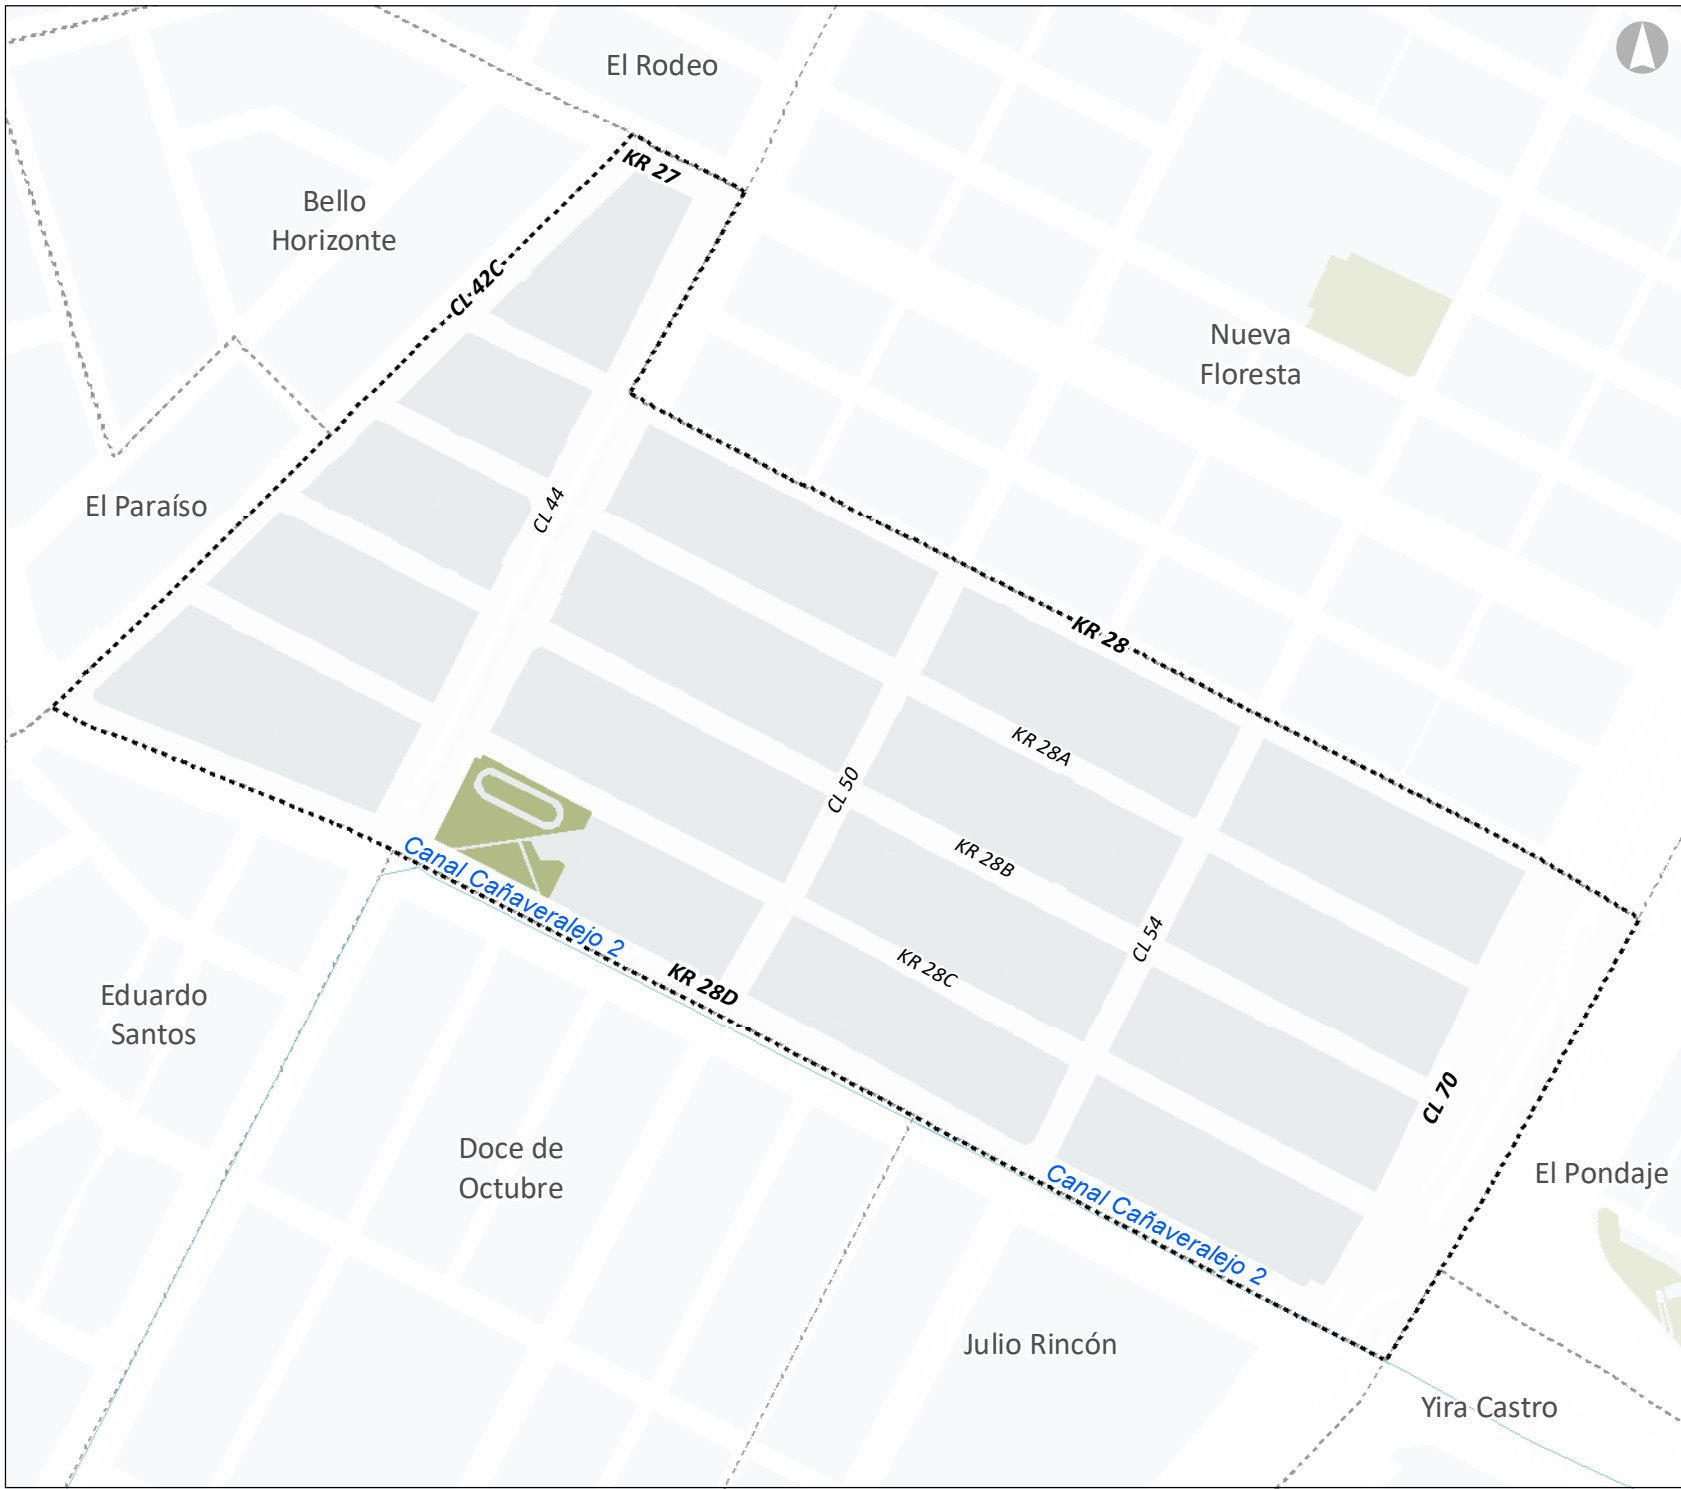 El Rodeo
KR 27
Bello
Horizonte
CL 42C
Nueva
Floresta
El Paraíso
CL 44
KR 28
KR 28A
CL 50
KR 28B
Canal Cañaveralejo 2
CL 54
KR 28C
KR 28D
Eduardo
Santos
CL 70
Doce de
Octubre
El Pondaje
Canal Cañaveralejo 2
Julio Rincón
Yira Castro